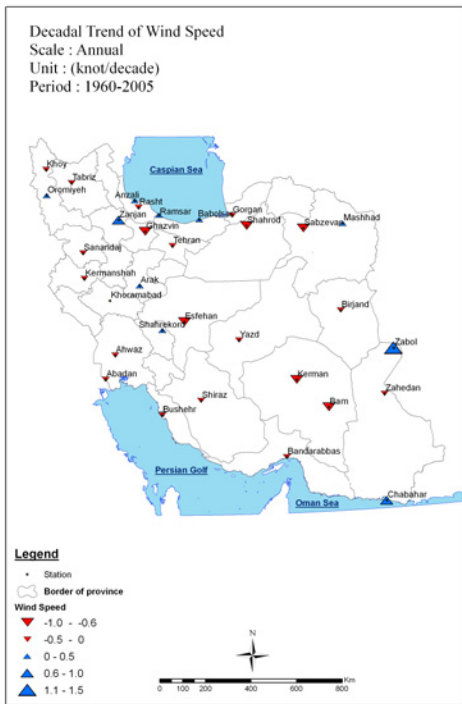 Decadal Trend of Wind Speed
Scale : Annual
Unit : (knot/decade)
Period : 1960-2005
Caspian Sea
Khoy
Tabriz
Oromiyeh
Anzali
Rasht
Ramsar
Babolsar
Gorgan
Zanjan
Ghazvin
Shahrod
Sabzevar
Mashhad
Tehran
Sanandaj
Kermanshah
Arak
Khoramabad
Birjand
Esfehan
Shahrekord
Yazd
Zabol
Ahwaz
Abadan
Shiraz
Kerman
Bam
Zahedan
Bushehr
Bandarabbas
Persian Golf
Oman Sea
Chabahar
Legend
Station
Border of province
Wind Speed
-1.0 - -0.6
-0.5 - 0
0 - 0.5
0.6 - 1.0
1.1 - 1.5
N
Km
0 100 200 400 600 800